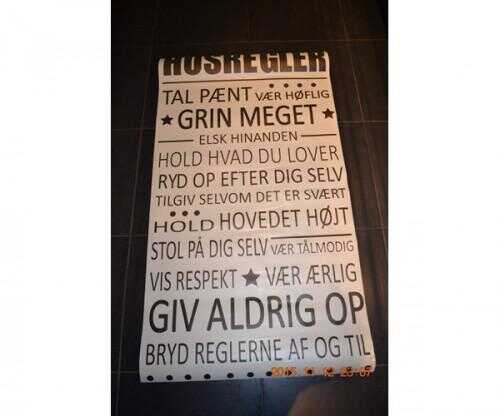 HUSREGLER
TAL PÆNT VÆR HØFLIG
GRIN MEGET
ELSK HINANDEN
HOLD HVAD DU LOVER
RYD OP EFTER DIG SELV
TILGIV SELVOM DET ER SVÆRT
HOLD HOVEDET HØJT
STOL PÅ DIG SELV VÆR TÅLMODIG
VIS RESPEKT VÆR ÆRLIG
GIV ALDRIG OP
BRYD REGLERNE AF OG TIL